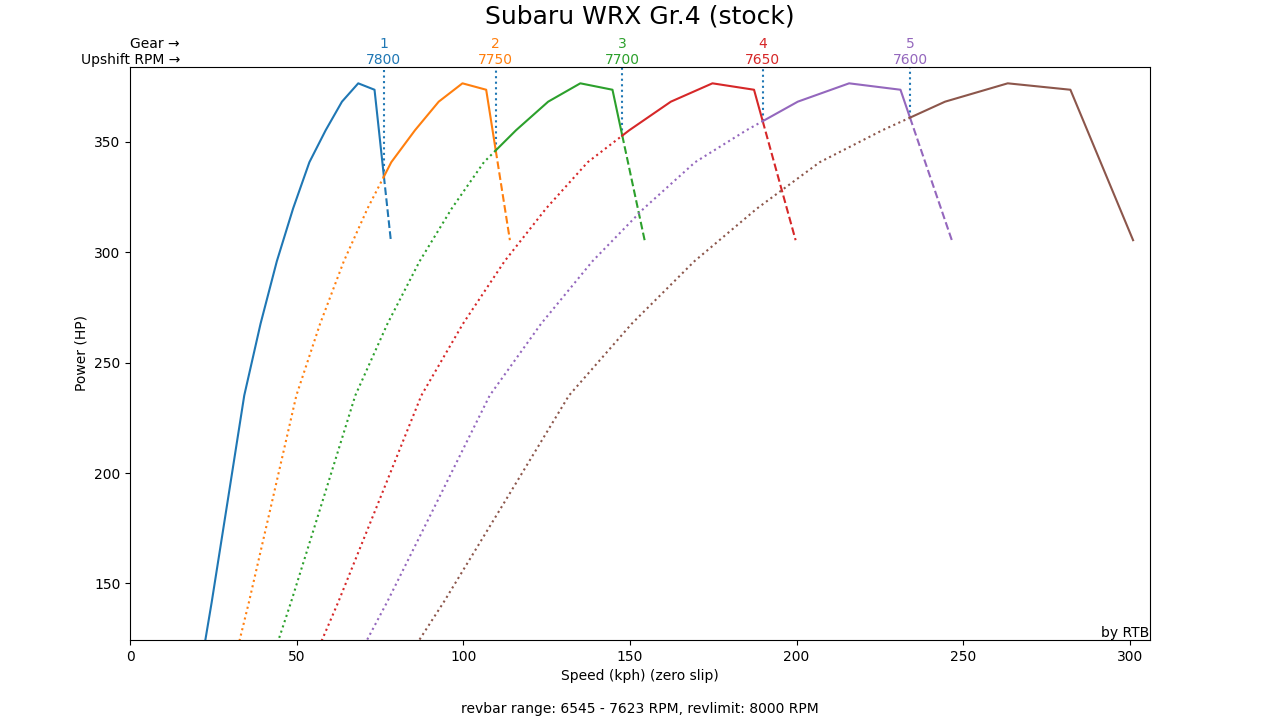 Subaru WRX Gr.4 (stock)
Gear → 1 2 3 4 5
Upshift RPM → 7800 7750 7700 7650 7600
350
300
250
200
150
Power (HP)
by RTB
0 50 100 150 200 250 300
Speed (kph) (zero slip)
revbar range: 6545 - 7623 RPM, revlimit: 8000 RPM